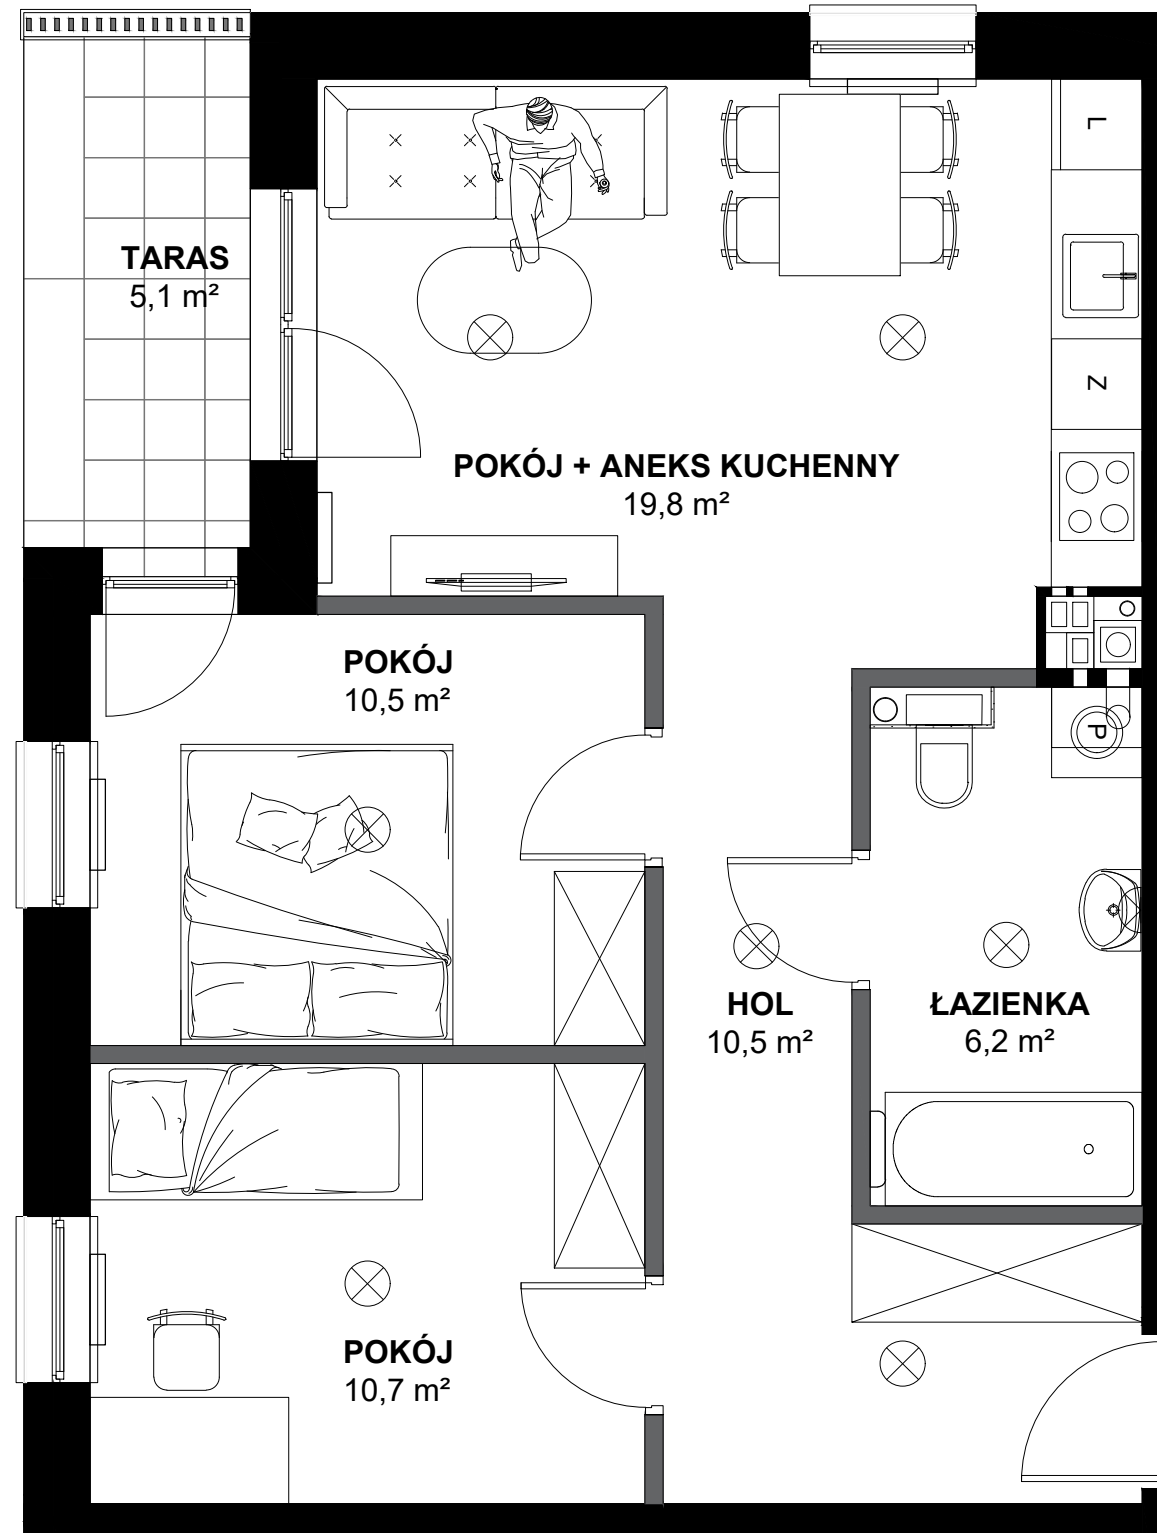 L
TARAS
5,1 m²
Z
POKÓJ + ANEKS KUCHENNY
19,8 m²
POKÓJ
10,5 m²
P
HOL
10,5 m²
ŁAZIENKA
6,2 m²
POKÓJ
10,7 m²